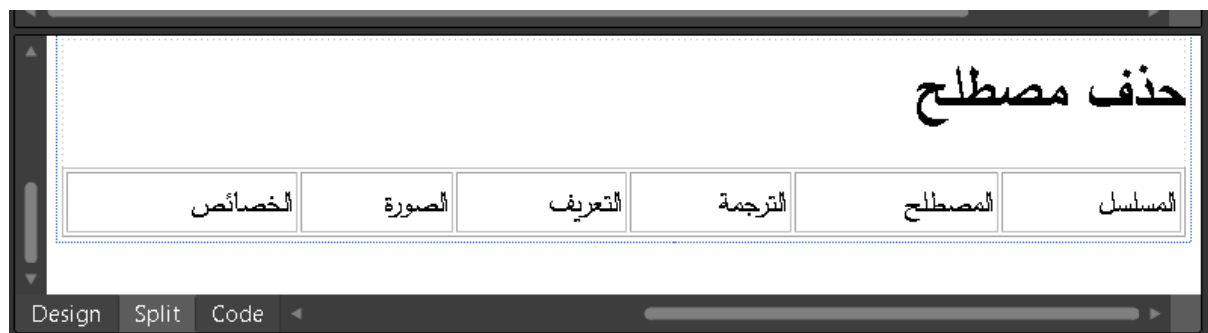 حذف مصطلح
المسلسل المصطلح الترجمة التعريف الصورة الخصائص
Design Split Code